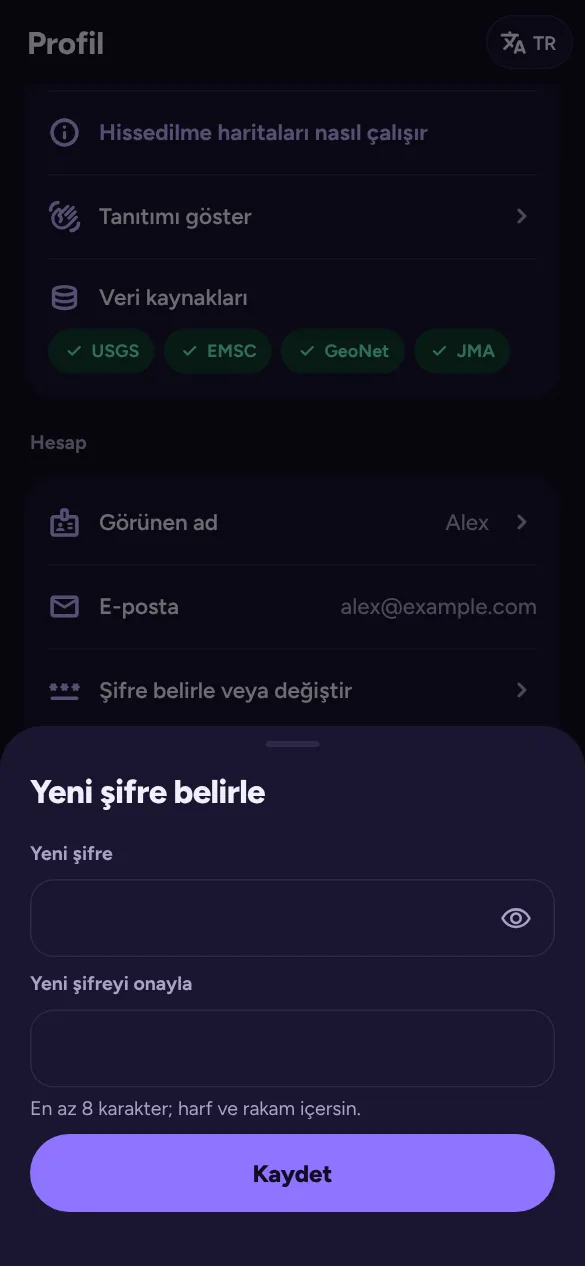 Profil
TR
Hissedilme haritaları nasıl çalışır
Tanıtımı göster
Veri kaynakları
USGS EMSC GeoNet JMA
Hesap
Görünen ad Alex
E-posta alex@example.com
Şifre belirle veya değiştir
Yeni şifre belirle
Yeni şifre
Yeni şifreyi onayla
En az 8 karakter; harf ve rakam içersin.
Kaydet